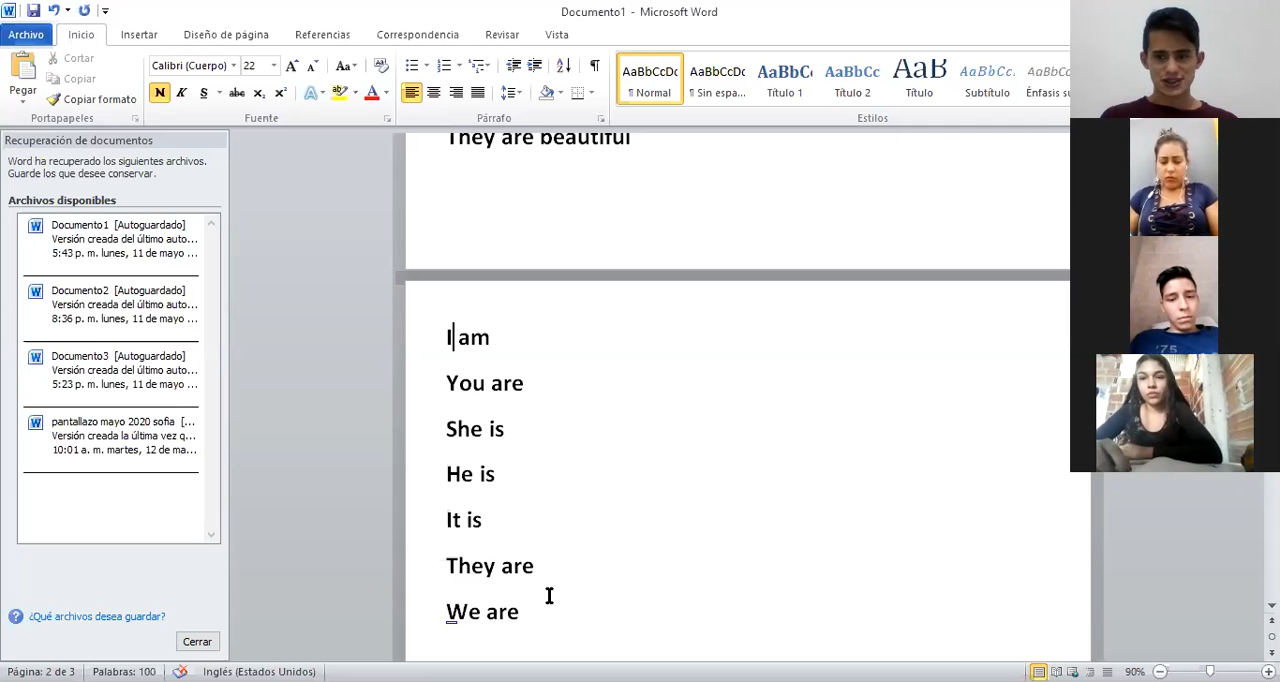 Documento1 - Microsoft Word
Archivo Inicio Insertar Diseño de página Referencias Correspondencia Revisar Vista
Cortar
Copiar
Copiar formato
Pegar
Portapapeles
Calibri (Cuerpo) 22
N K S abc x₂ x²
Fuente
Párrafo
AaBbCcDc AaBbCcDc AaBbC AaBbCc AaB AaBbCc. AaBbCcD
¶ Normal ¶ Sin espa... Título 1 Título 2 Título Subtítulo Énfasis su
Estilos
Recuperación de documentos
Word ha recuperado los siguientes archivos.
Guarde los que desee conservar.
Archivos disponibles
Documento1 [Autoguardado]
Versión creada del último auto...
5:43 p. m. lunes, 11 de mayo ...
Documento2 [Autoguardado]
Versión creada del último auto...
8:36 p. m. lunes, 11 de mayo ...
Documento3 [Autoguardado]
Versión creada del último auto...
5:23 p. m. lunes, 11 de mayo ...
pantallazo mayo 2020 sofia [...
Versión creada la última vez q...
10:01 a. m. martes, 12 de ma...
¿Qué archivos desea guardar?
Cerrar
They are beautiful
I am
You are
She is
He is
It is
They are
We are
Página: 2 de 3 Palabras: 100 Inglés (Estados Unidos) 90%